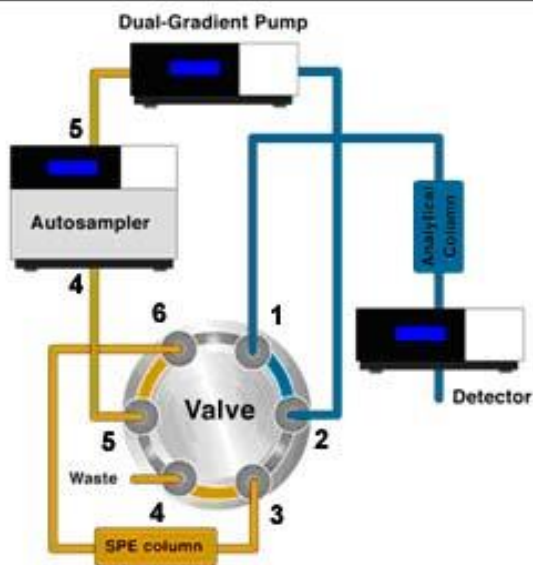 Dual-Gradient Pump
5
Autosampler
4
Analytical
Column
6
1
Valve
Detector
5
2
Waste
4
3
SPE column